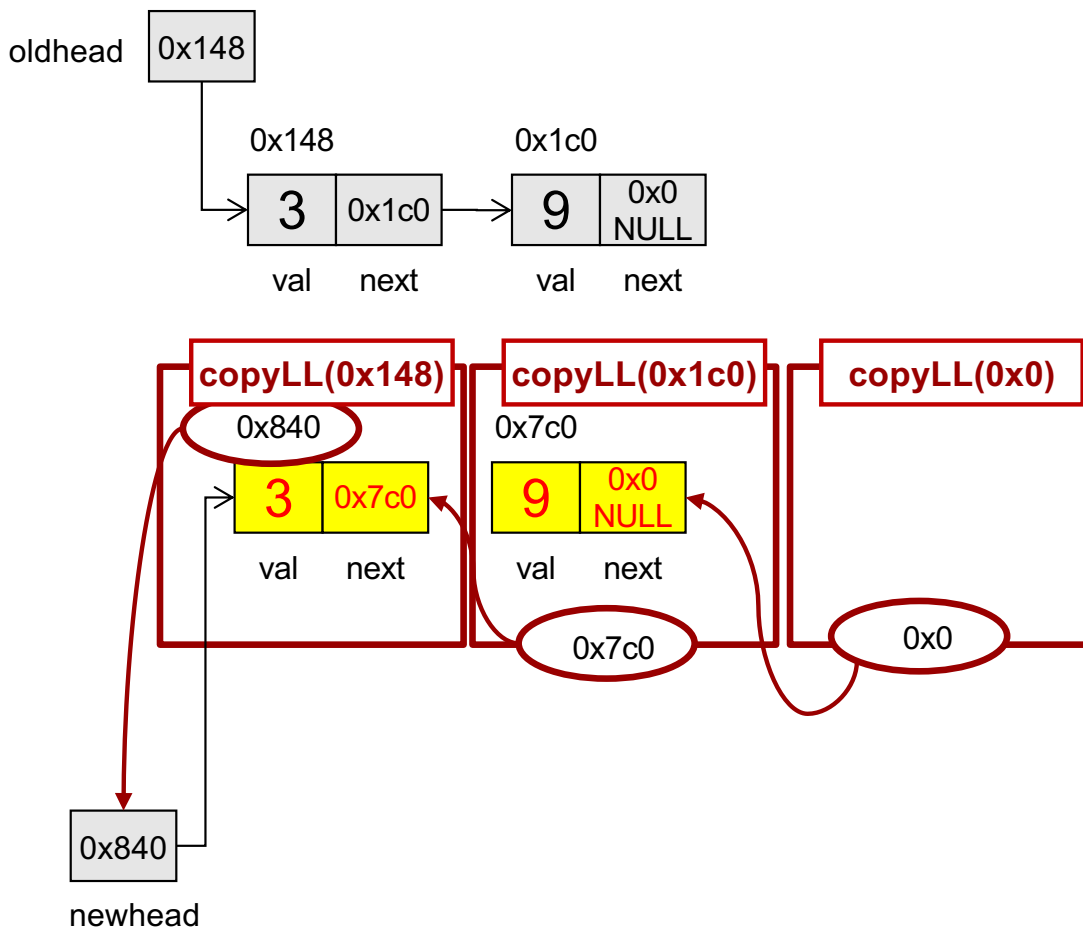 oldhead 0x148
0x148 0x1c0
3 0x1c0 9 0x0
NULL
val next val next
copyLL(0x148) copyLL(0x1c0) copyLL(0x0)
0x840 0x7c0
3 0x7c0 9 0x0
NULL
val next val next
0x7c0 0x0
0x840
newhead